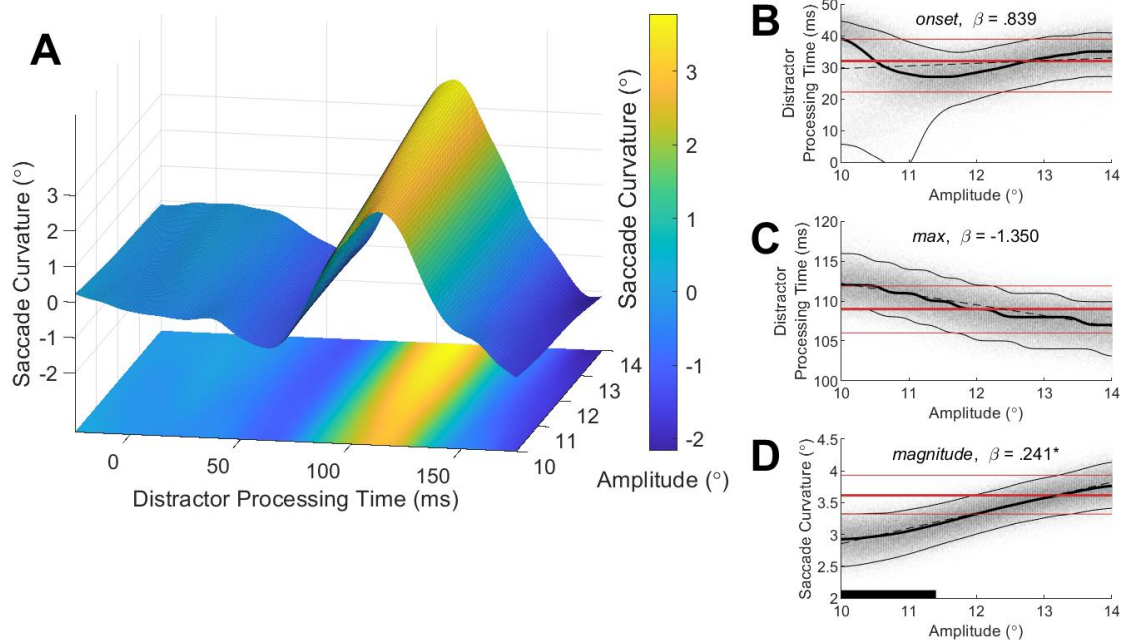 A
Saccade Curvature (°)
3
2
1
0
-1
-2
0
50
100
150
Distractor Processing Time (ms)
14
13
12
11
10
Amplitude (°)
Saccade Curvature (°)
3
2
1
0
-1
-2
B
onset, β = .839
Distractor
Processing Time (ms)
50
40
30
20
10
0
10 11 12 13 14
Amplitude (°)
C
max, β = -1.350
Distractor
Processing Time (ms)
120
115
110
105
100
10 11 12 13 14
Amplitude (°)
D
magnitude, β = .241*
Saccade Curvature (°)
4.5
4
3.5
3
2.5
2
10 11 12 13 14
Amplitude (°)